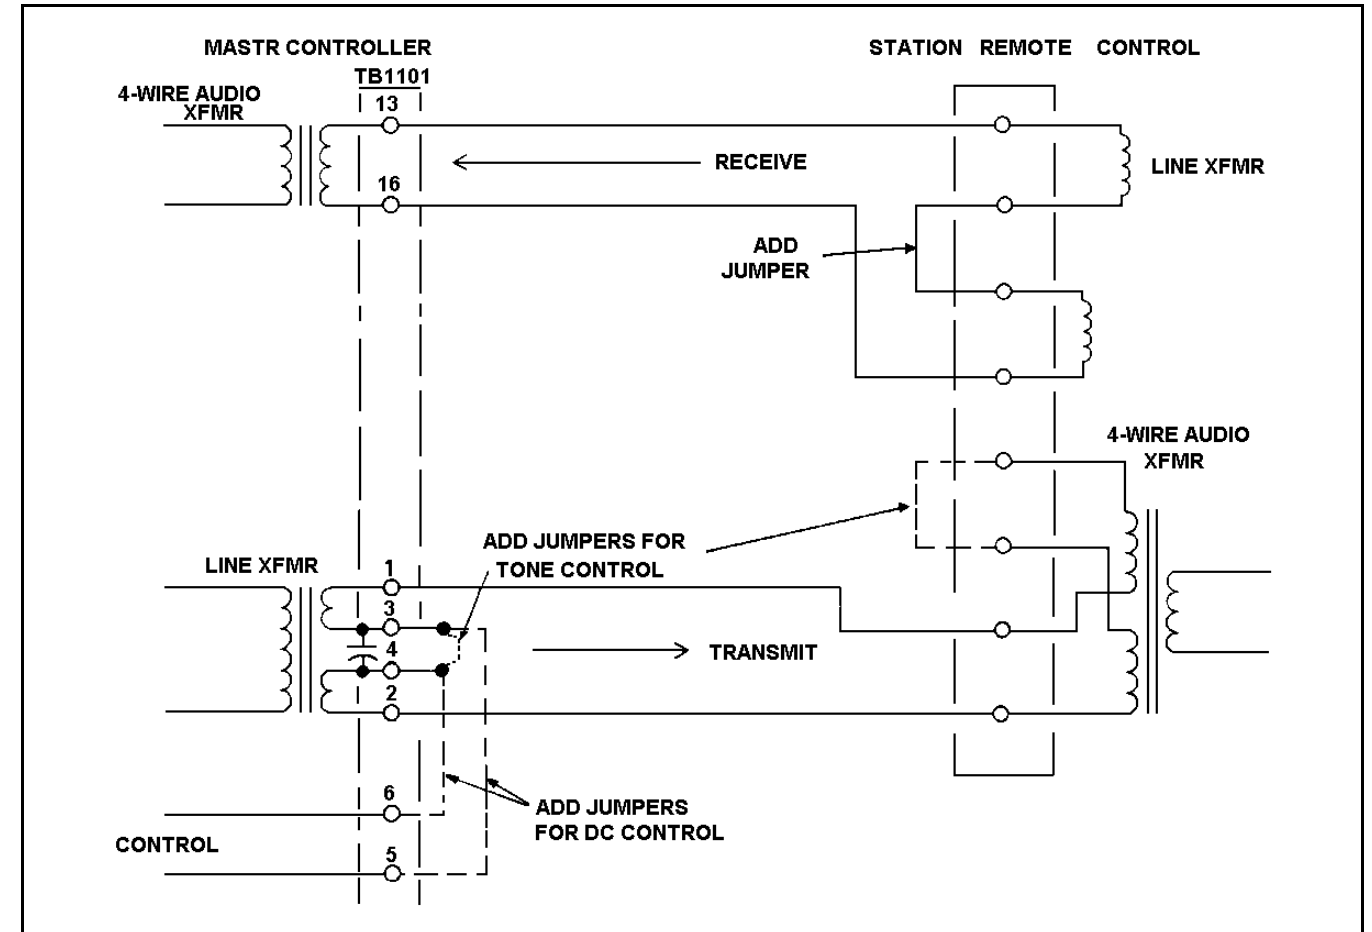 MASTR CONTROLLER
STATION REMOTE CONTROL
TB1101
4-WIRE AUDIO
XFMR
13
RECEIVE
LINE XFMR
16
ADD
JUMPER
4-WIRE AUDIO
XFMR
ADD JUMPERS FOR
TONE CONTROL
LINE XFMR
1
3
4
TRANSMIT
2
6
ADD JUMPERS
FOR DC CONTROL
CONTROL
5